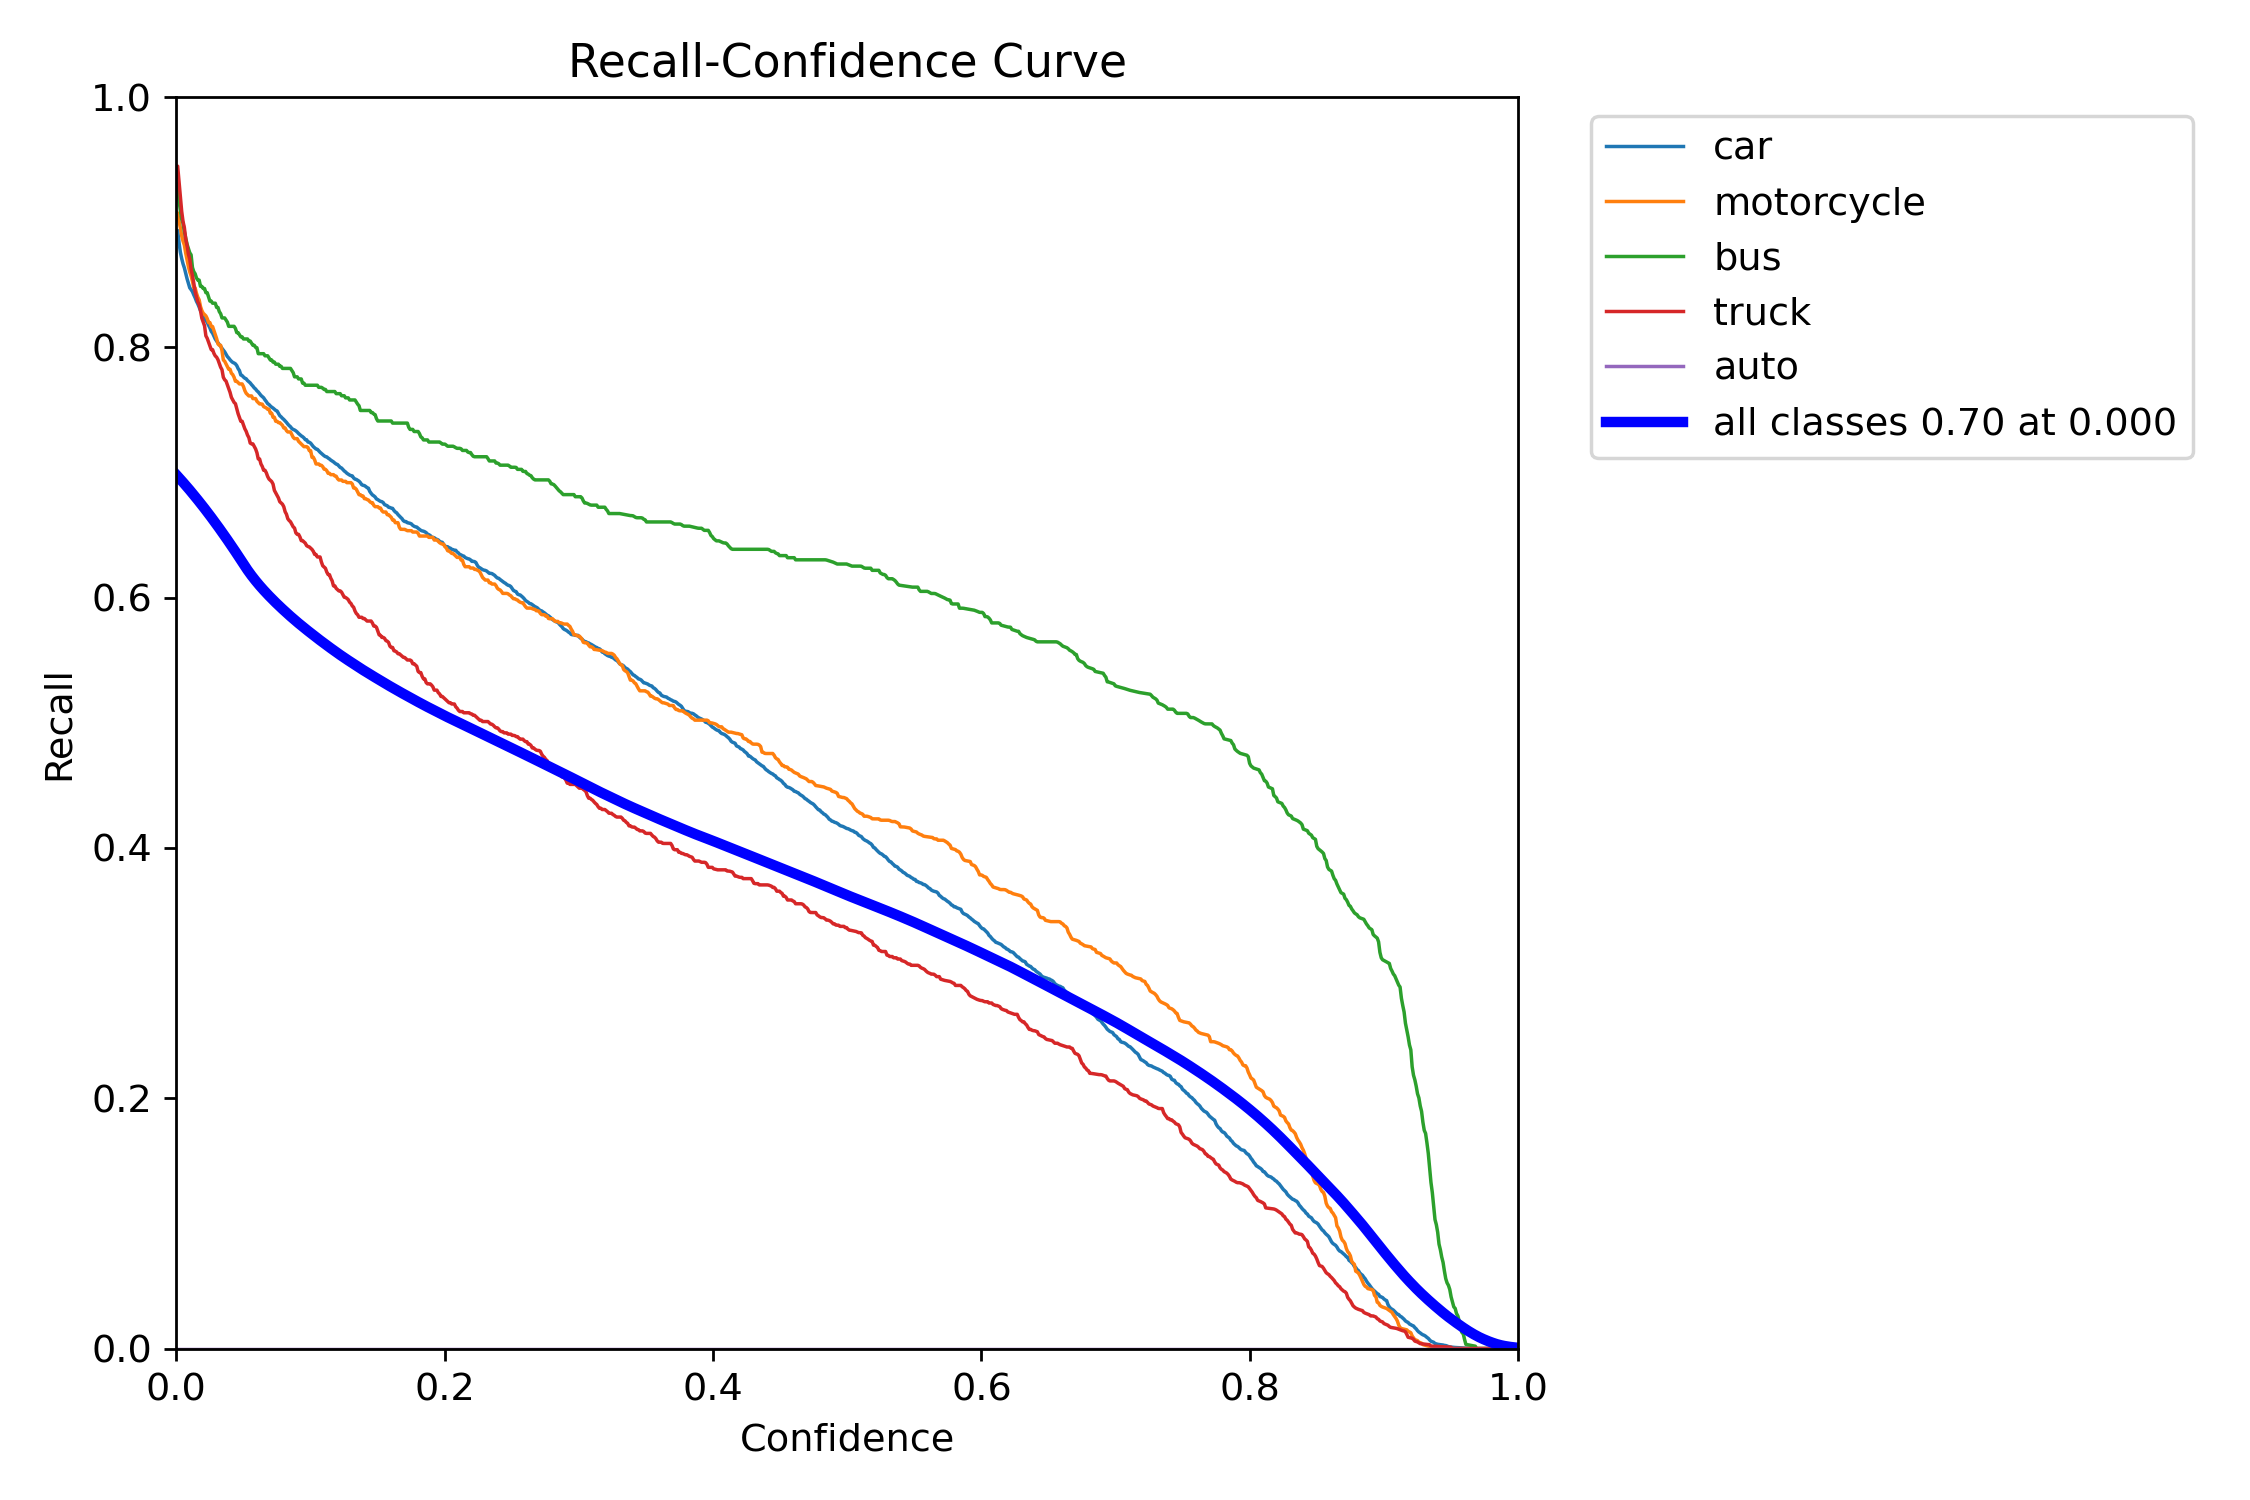 Recall-Confidence Curve
1.0
0.8
0.6
0.4
0.2
0.0
Recall
0.0 0.2 0.4 0.6 0.8 1.0
Confidence
car
motorcycle
bus
truck
auto
all classes 0.70 at 0.000